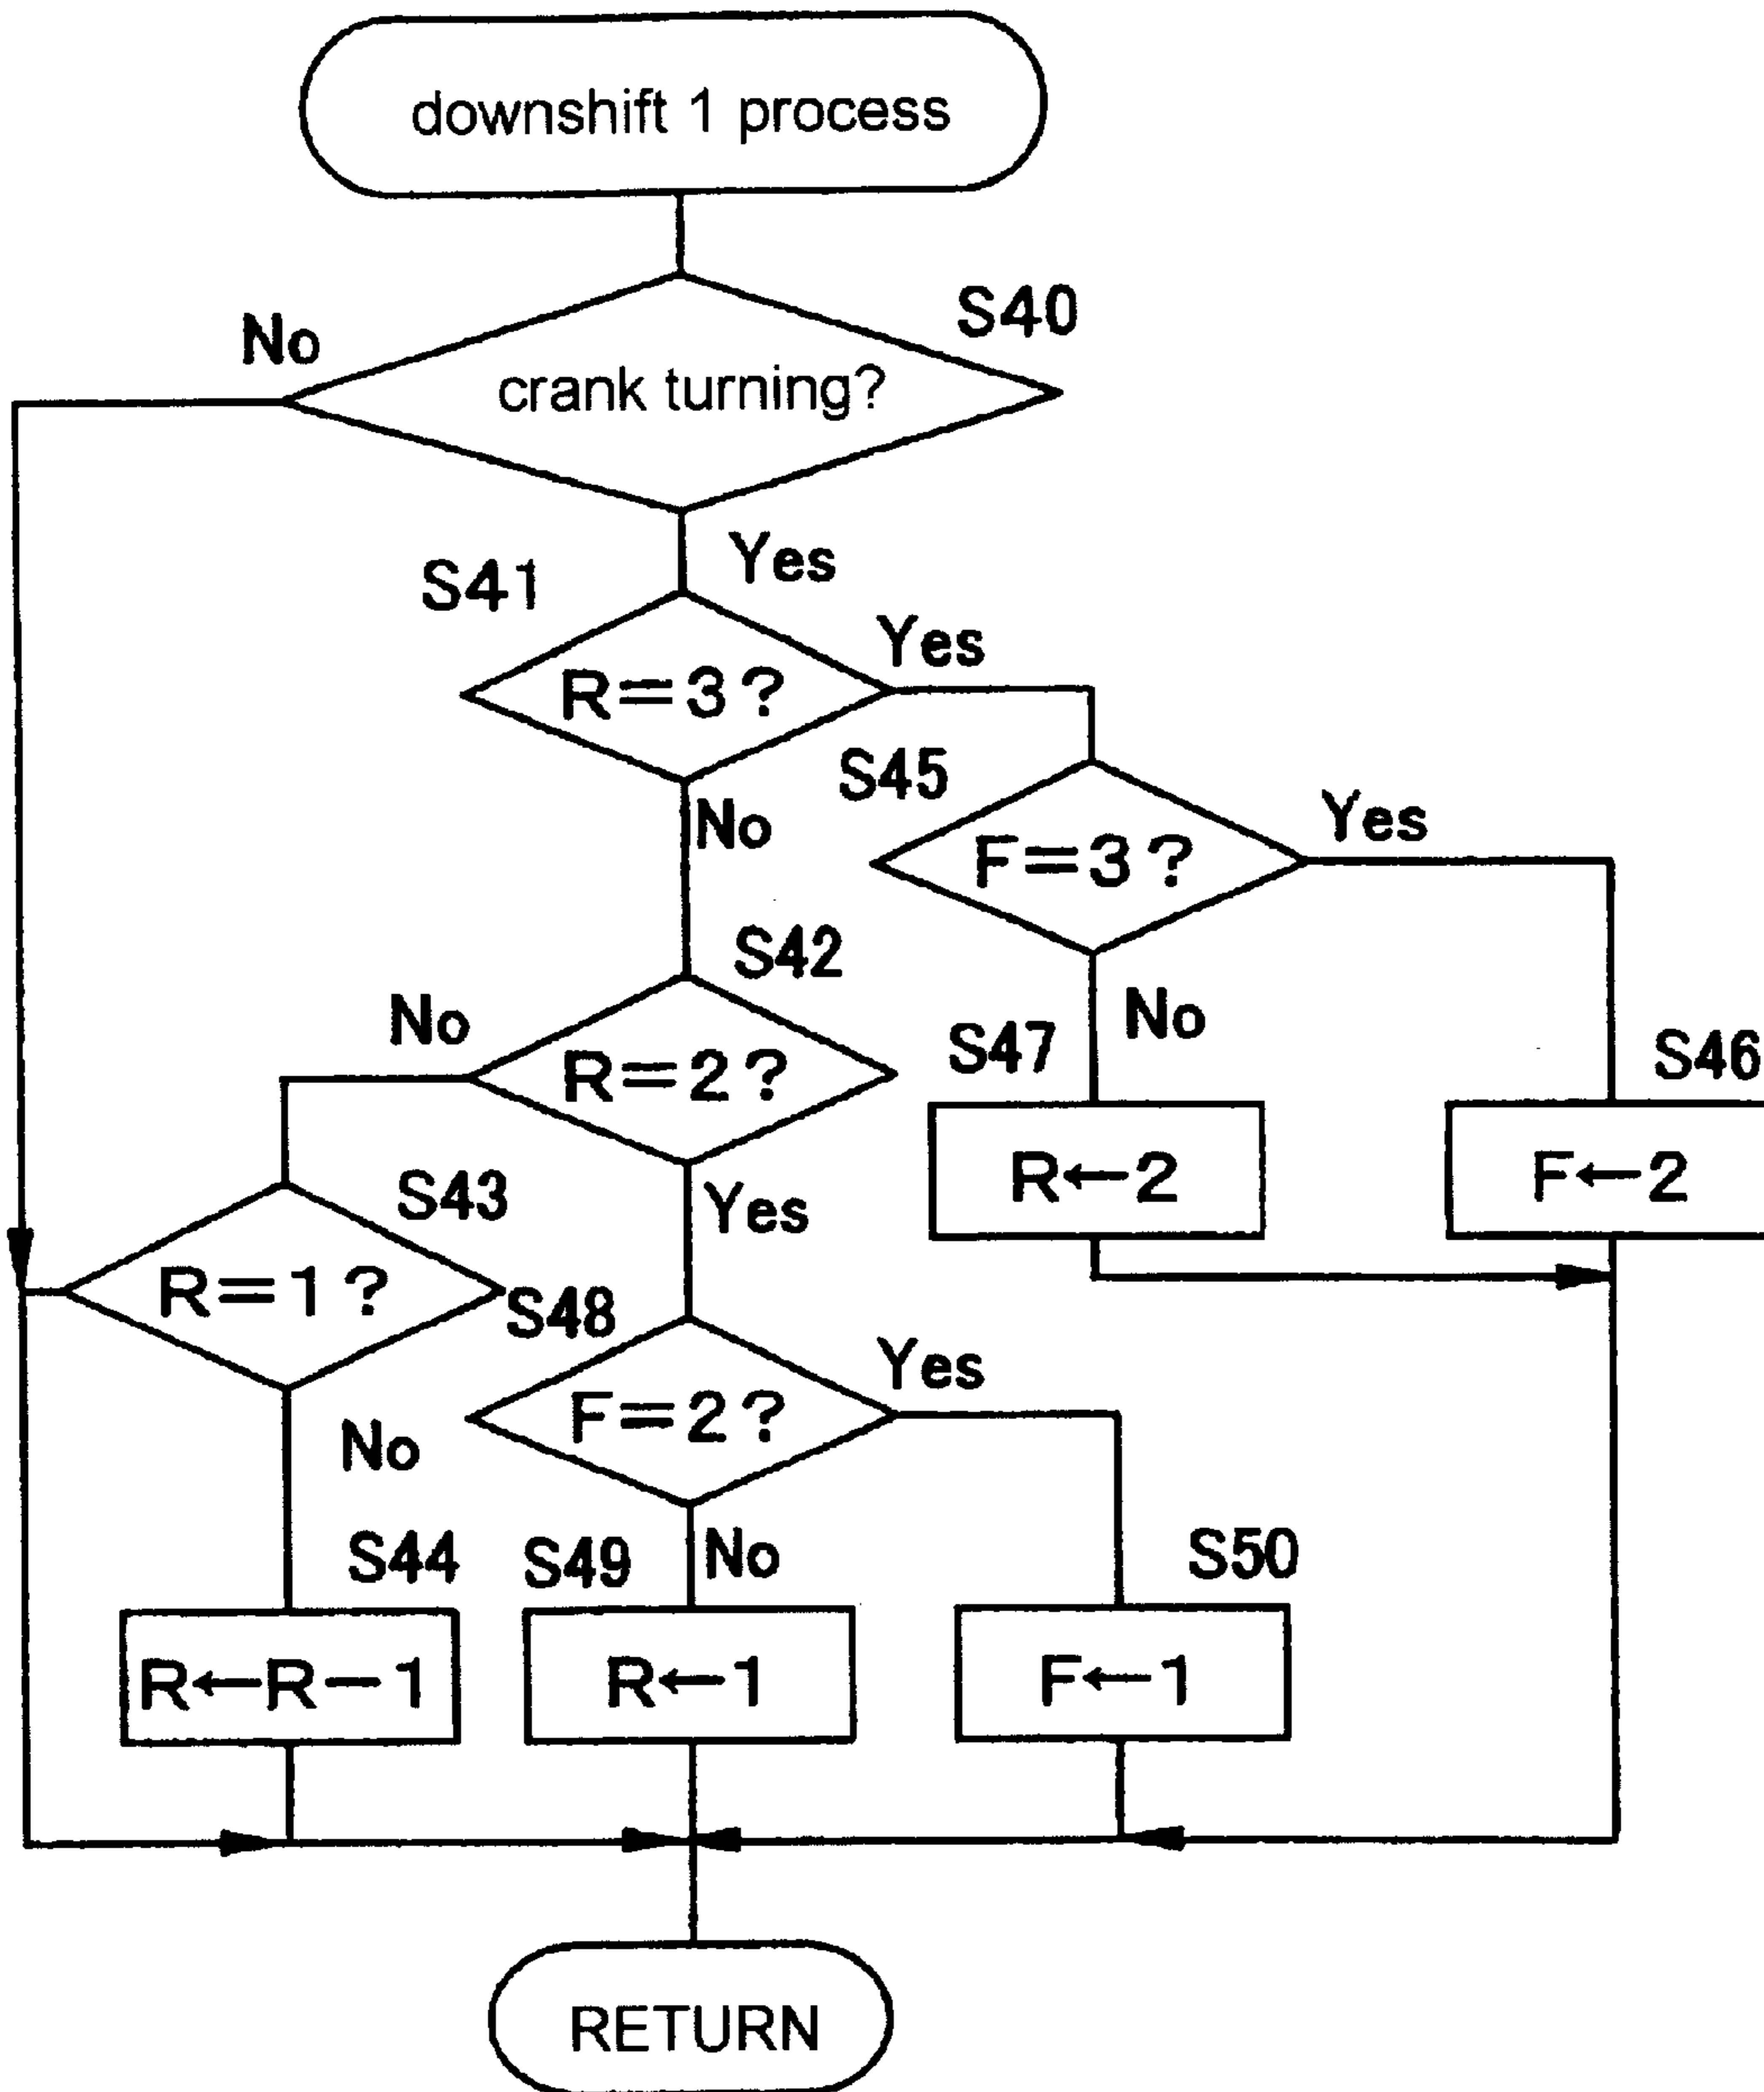 downshift 1 process
S40
No
crank turning?
Yes
S41
Yes
R=3?
S45
No
Yes
F=3?
S42
No
No
S47
S46
R=2?
R←2
F←2
S43
Yes
R=1?
S48
Yes
F=2?
No
S44
S49
No
S50
R←R−1
R←1
F←1
RETURN